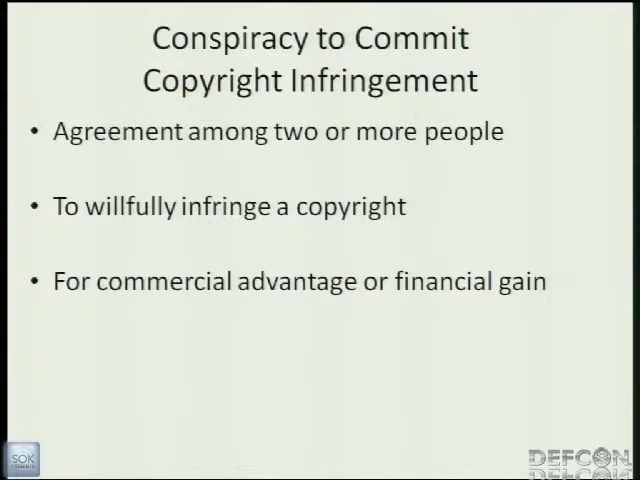 Conspiracy to Commit
Copyright Infringement
• Agreement among two or more people
• To willfully infringe a copyright
• For commercial advantage or financial gain
SOK
DEFCON